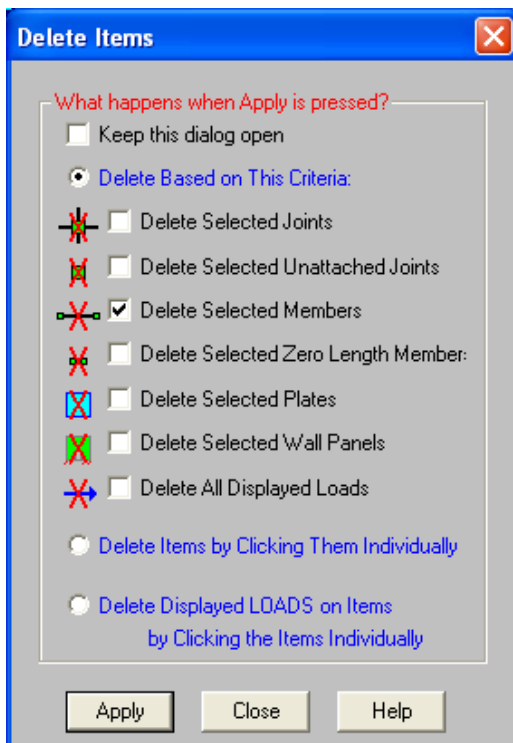 Delete Items
What happens when Apply is pressed?
Keep this dialog open
Delete Based on This Criteria:
Delete Selected Joints
Delete Selected Unattached Joints
Delete Selected Members
Delete Selected Zero Length Member:
Delete Selected Plates
Delete Selected Wall Panels
Delete All Displayed Loads
Delete Items by Clicking Them Individually
Delete Displayed LOADS on Items
by Clicking the Items Individually
Apply Close Help